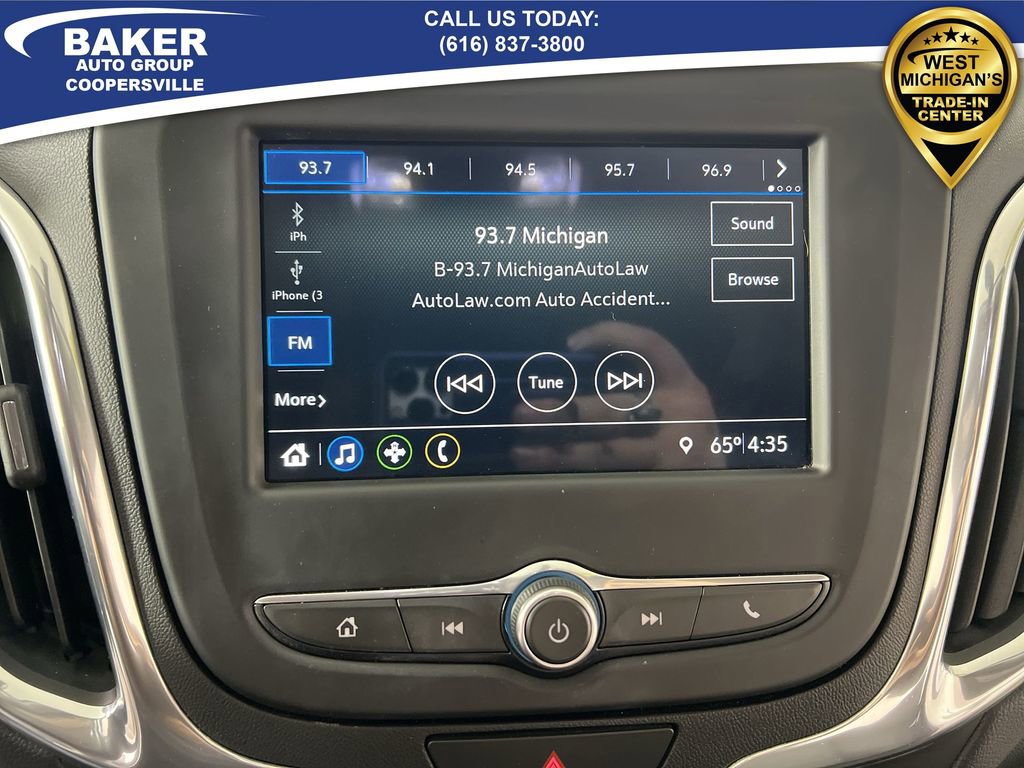 BAKER
AUTO GROUP
COOPERSVILLE
CALL US TODAY:
(616) 837-3800
WEST
MICHIGAN'S
TRADE-IN
CENTER
93.7 94.1 94.5 95.7 96.9
iPh
iPhone (3
FM
More
93.7 Michigan
B-93.7 MichiganAutoLaw
AutoLaw.com Auto Accident...
Sound
Browse
Tune
65° 4:35